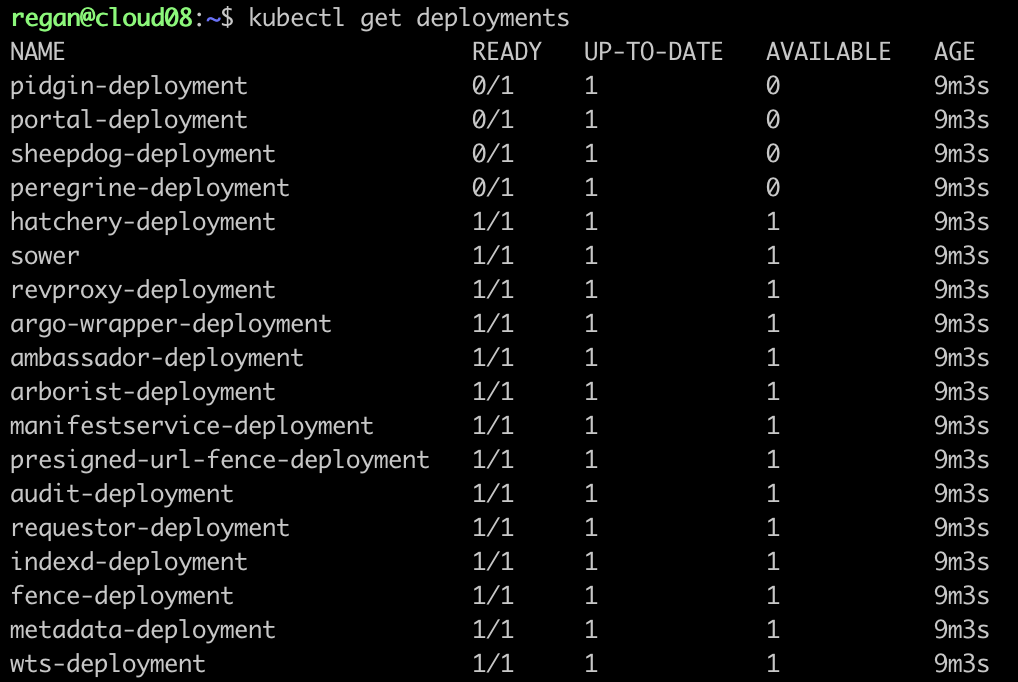 regan@cloud08:~$ kubectl get deployments
NAME READY UP-TO-DATE AVAILABLE AGE
pidgin-deployment 0/1 1 0 9m3s
portal-deployment 0/1 1 0 9m3s
sheepdog-deployment 0/1 1 0 9m3s
peregrine-deployment 0/1 1 0 9m3s
hatchery-deployment 1/1 1 1 9m3s
sower 1/1 1 1 9m3s
revproxy-deployment 1/1 1 1 9m3s
argo-wrapper-deployment 1/1 1 1 9m3s
ambassador-deployment 1/1 1 1 9m3s
arborist-deployment 1/1 1 1 9m3s
manifestservice-deployment 1/1 1 1 9m3s
presigned-url-fence-deployment 1/1 1 1 9m3s
audit-deployment 1/1 1 1 9m3s
requestor-deployment 1/1 1 1 9m3s
indexd-deployment 1/1 1 1 9m3s
fence-deployment 1/1 1 1 9m3s
metadata-deployment 1/1 1 1 9m3s
wts-deployment 1/1 1 1 9m3s